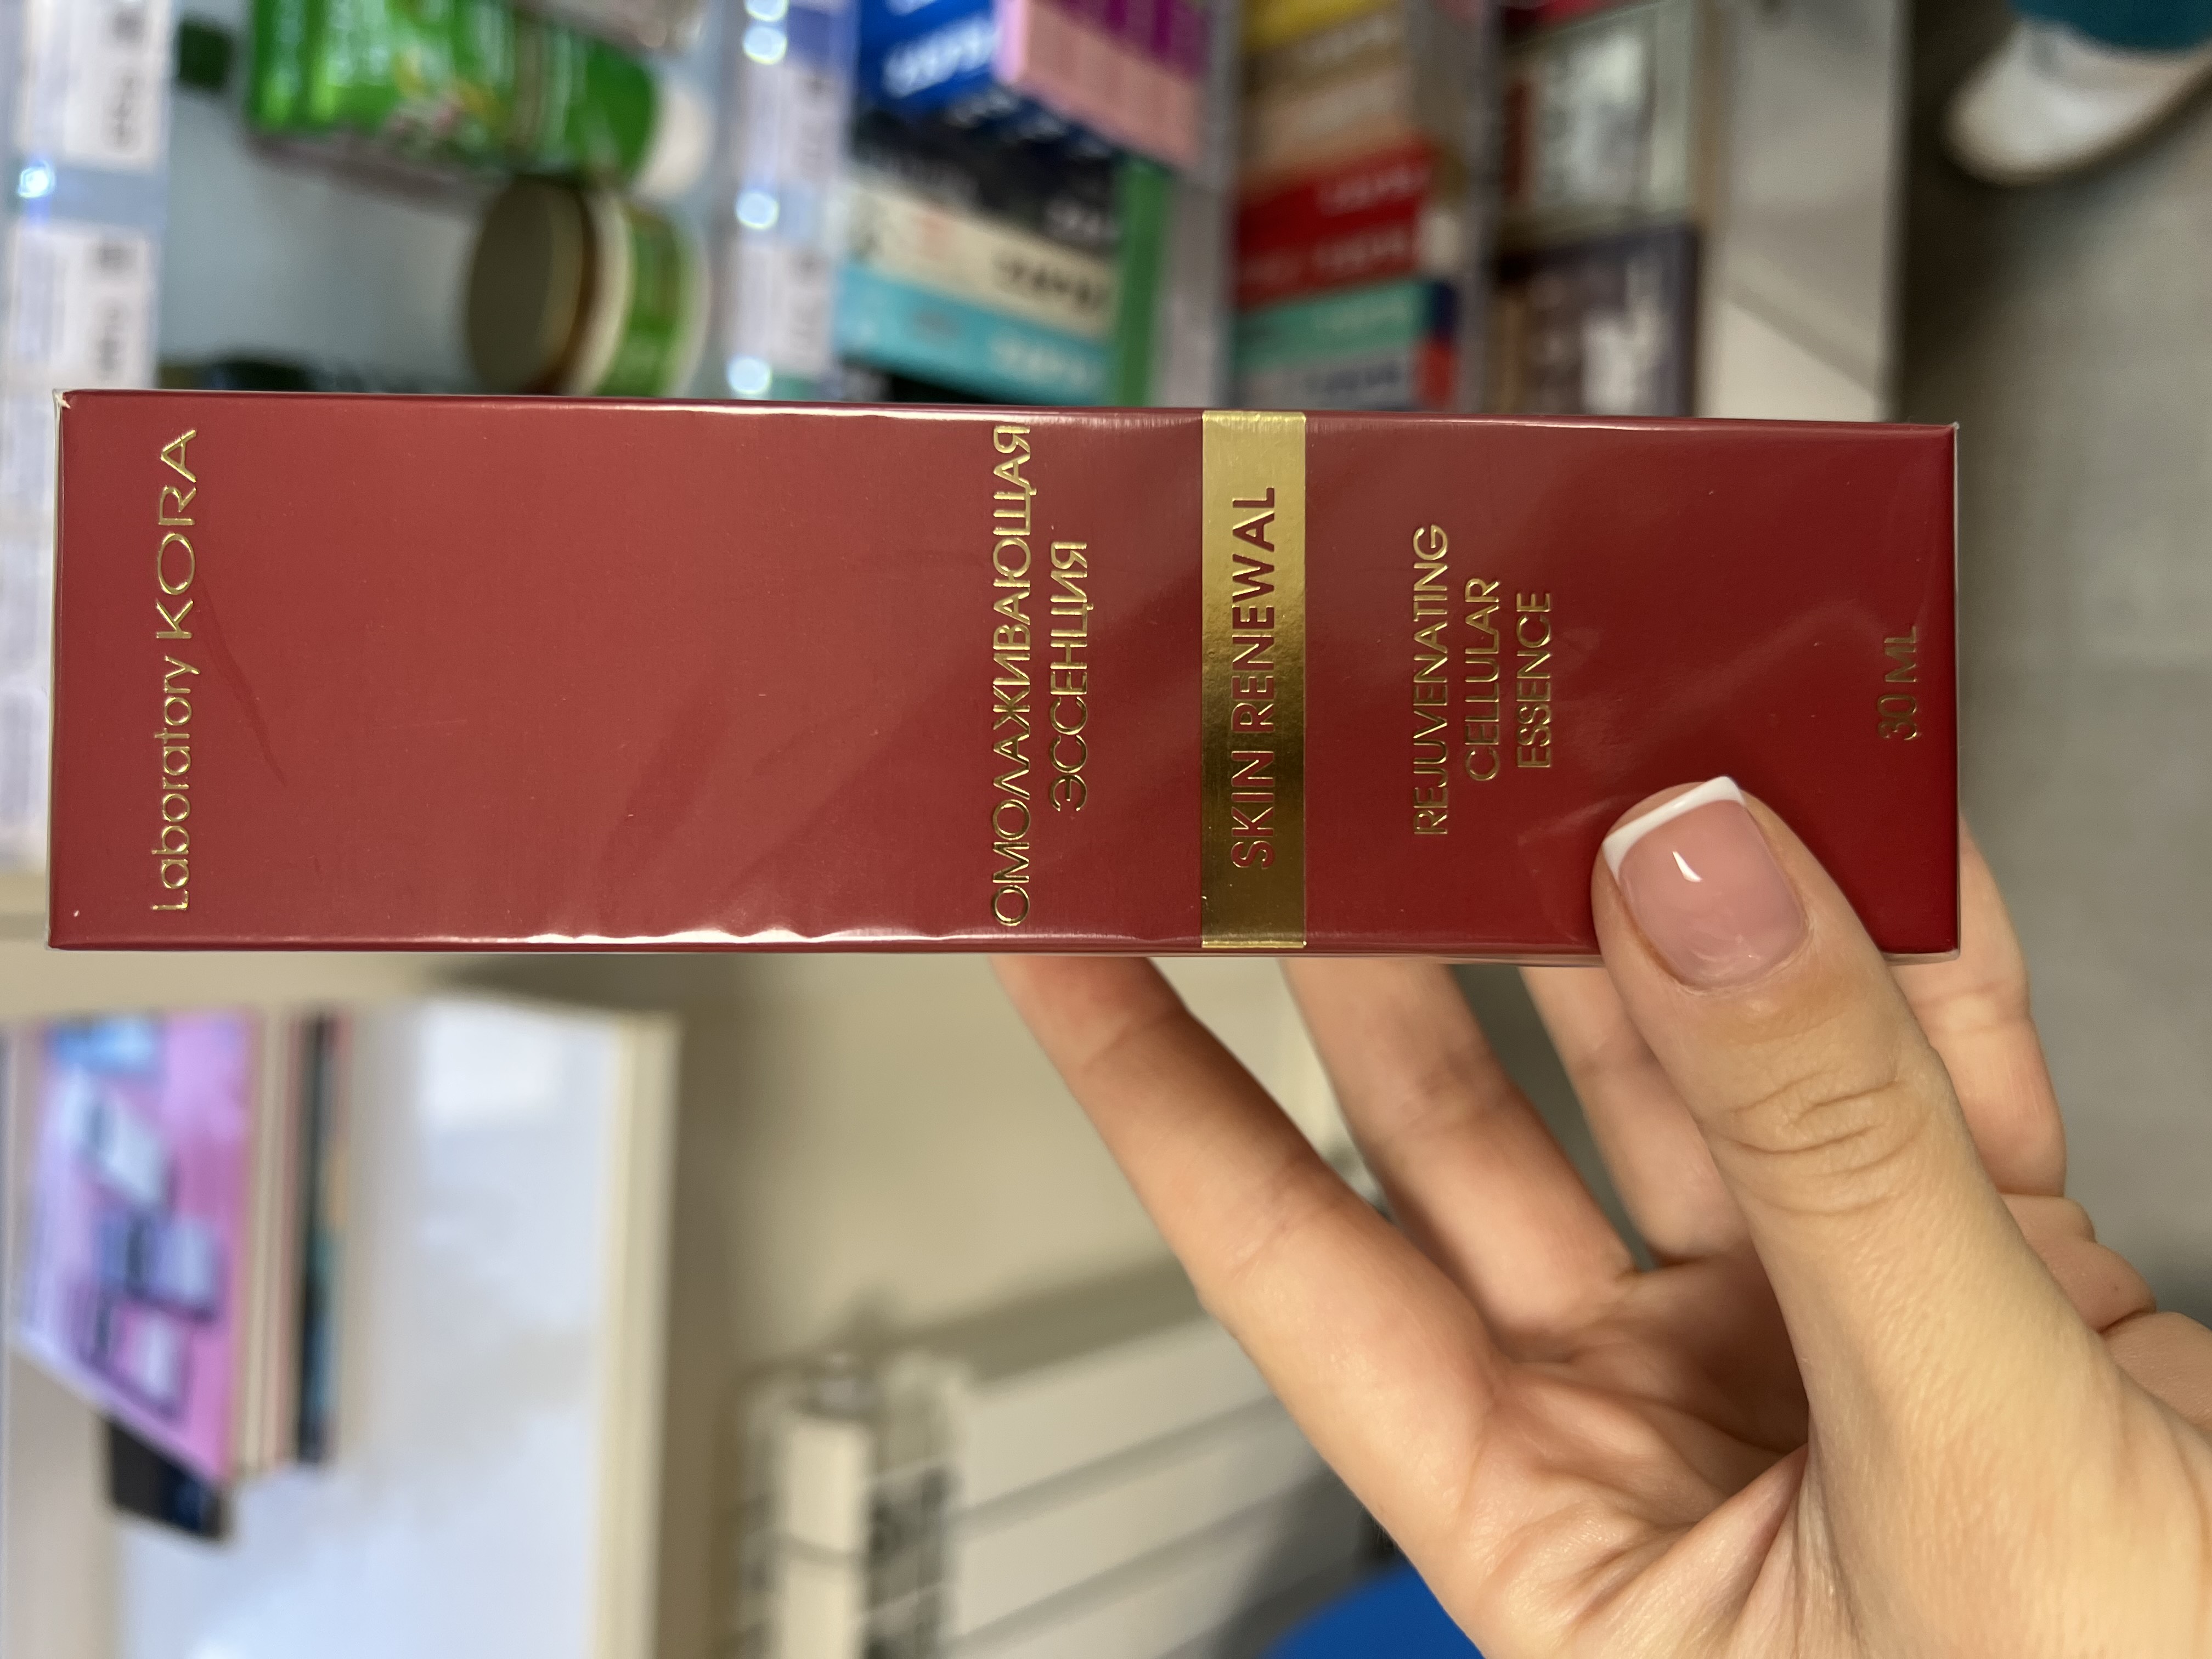 Laboratory KORA
ОМОЛАЖИВАЮЩАЯ
ЭССЕНЦИЯ
SKIN RENEWAL
REJUVENATING
CELLULAR
ESSENCE
30 ML